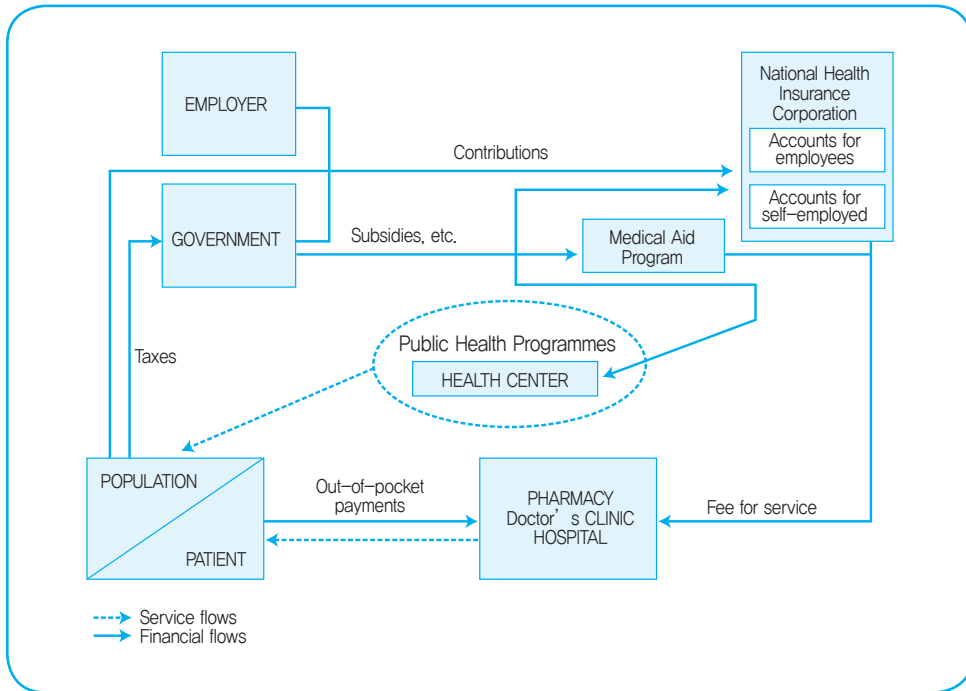 EMPLOYER
National Health
Insurance
Corporation
Accounts for
employees
Accounts for
self-employed
Contributions
GOVERNMENT
Subsidies, etc.
Medical Aid
Program
Public Health Programmes
HEALTH CENTER
Taxes
POPULATION
PATIENT
Out-of-pocket
payments
PHARMACY
Doctor's CLINIC
HOSPITAL
Fee for service
Service flows
Financial flows